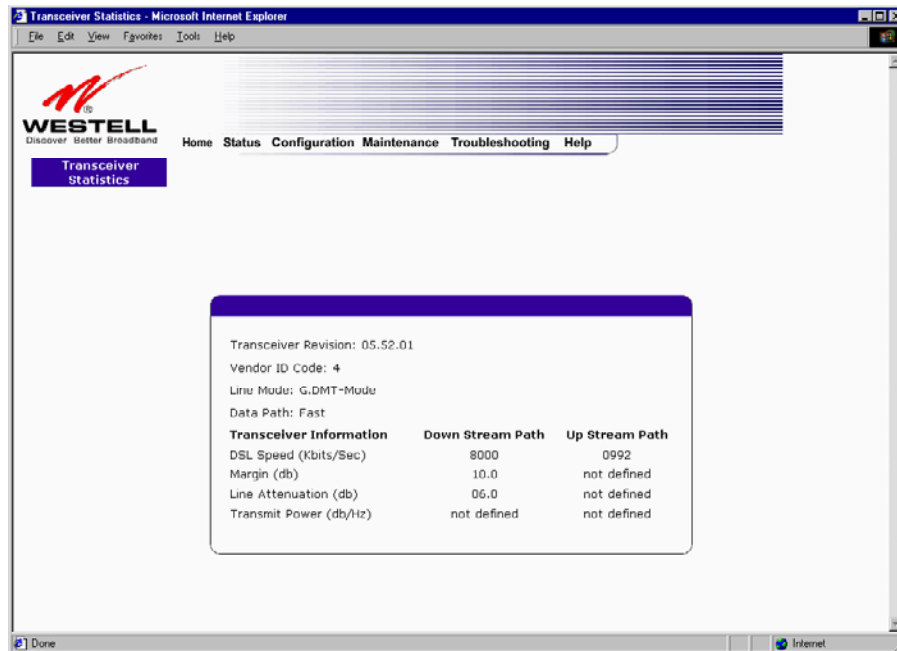 Transceiver Statistics - Microsoft Internet Explorer
File Edit View Favorites Tools Help
WESTELL
®
Discover Better Broadband
Home Status Configuration Maintenance Troubleshooting Help
Transceiver
Statistics
Transceiver Revision: 05.52.01
Vendor ID Code: 4
Line Mode: G.DMT-Mode
Data Path: Fast
Transceiver Information Down Stream Path Up Stream Path
DSL Speed (Kbits/Sec) 8000 0992
Margin (db) 10.0 not defined
Line Attenuation (db) 06.0 not defined
Transmit Power (db/Hz) not defined not defined
Done Internet